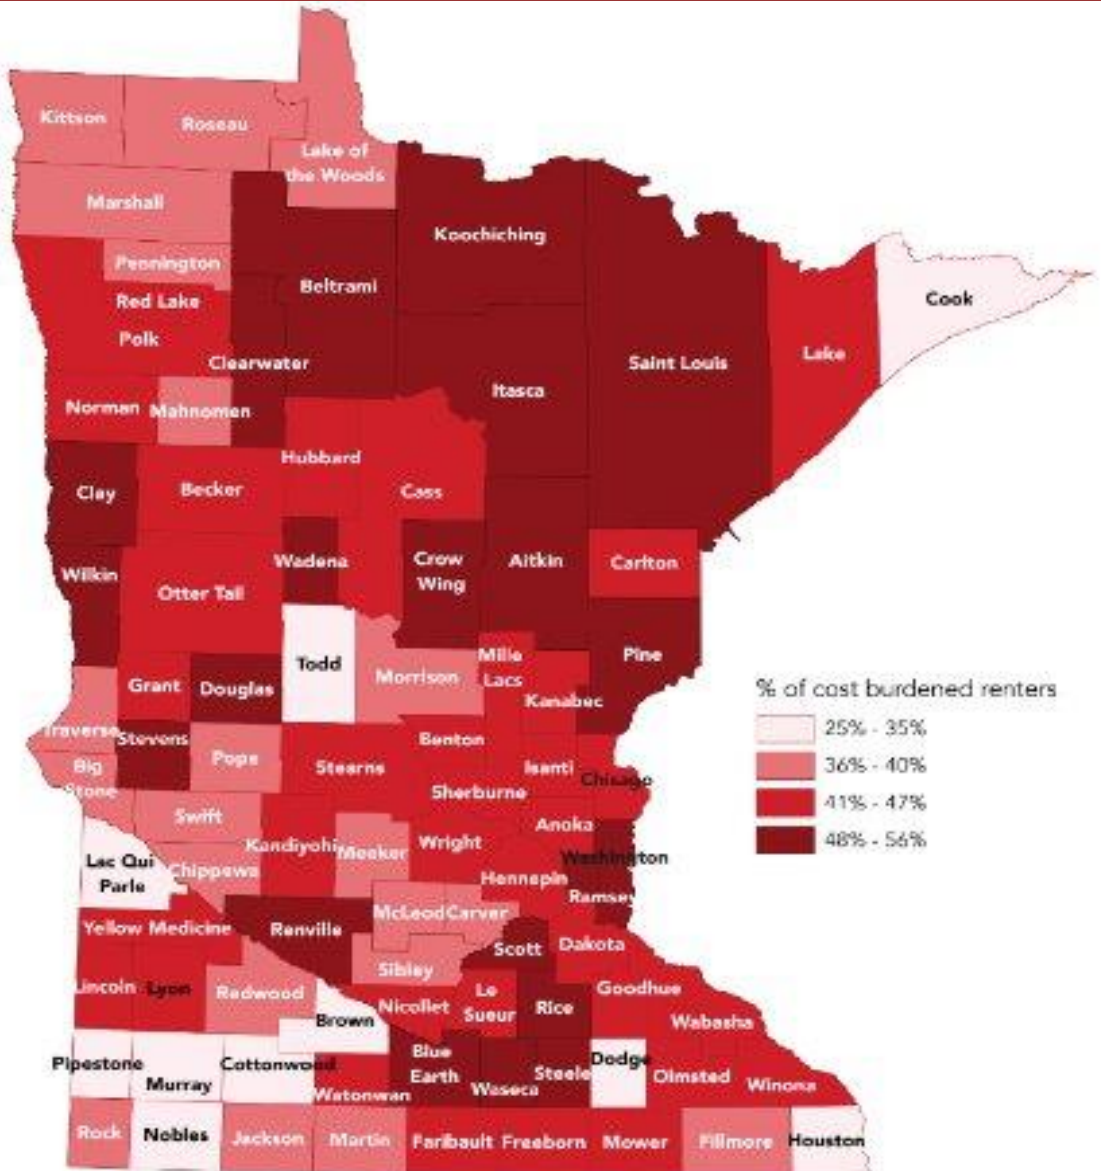 Kittson
Roseau
Lake of
the Woods
Marshall
Koochiching
Pennington
Beltrami
Cook
Red Lake
Polk
Lake
Clearwater
Saint Louis
Itasca
Norman
Mahnomen
Hubbard
Clay
Becker
Cass
Wadena
Crow
Wing
Aitkin
Carlton
Wilkin
Otter Tail
Todd
Mille
Lacs
Pine
Morrison
Grant
Douglas
Kanabec
% of cost burdened renters
25% - 35%
36% - 40%
41% - 47%
48% - 56%
Traverse
Stevens
Benton
Pope
Big
Stone
Stearns
Isanti
Chisago
Sherburne
Swift
Anoka
Kandiyohi
Meeker
Wright
Lac Qui
Parle
Chippewa
Washington
Hennepin
Ramsey
McLeod
Carver
Yellow Medicine
Renville
Scott
Dakota
Sibley
Lincoln
Lyon
Redwood
Le
Sueur
Goodhue
Nicollet
Rice
Brown
Wabasha
Pipestone
Murray
Cottonwood
Blue
Earth
Dodge
Steele
Waseca
Olmsted
Winona
Watonwan
Rock
Nobles
Jackson
Martin
Faribault
Freeborn
Mower
Fillmore
Houston